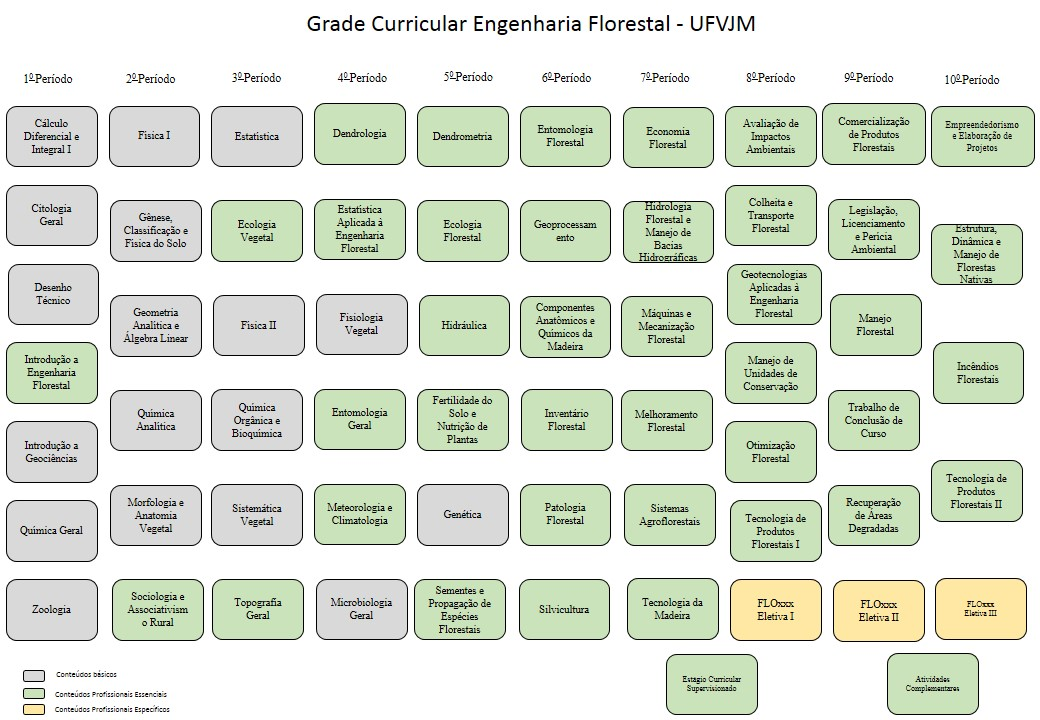 Grade Curricular Engenharia Florestal - UFVJM
1º Período
2º Período
3º Período
4º Período
5º Período
6º Período
7º Período
8º Período
9º Período
10º Período
Cálculo
Diferencial e
Integral I
Física I
Estatística
Dendrologia
Dendrometria
Entomologia
Florestal
Economia
Florestal
Avaliação de
Impactos
Ambientais
Comercialização
de Produtos
Florestais
Empreendedorismo
e Elaboração de
Projetos
Citologia
Geral
Gênese,
Classificação e
Física do Solo
Ecologia
Vegetal
Estatística
Aplicada á
Engenharia
Florestal
Ecologia
Florestal
Geoprocessam
ento
Hidrologia
Florestal e
Manejo de
Bacias
Hidrográficas
Colheita e
Transporte
Florestal
Legislação,
Licenciamento
e Perícia
Ambiental
Estrutura,
Dinâmica e
Manejo de
Florestas
Nativas
Desenho
Técnico
Geometria
Analítica e
Álgebra Linear
Física II
Fisiologia
Vegetal
Hidráulica
Componentes
Anatômicos e
Químicos da
Madeira
Máquinas e
Mecanização
Florestal
Geotecnologias
Aplicadas á
Engenharia
Florestal
Manejo
Florestal
Incêndios
Florestais
Introdução a
Engenharia
Florestal
Química
Analítica
Química
Orgânica e
Bioquímica
Entomologia
Geral
Fertilidade do
Solo e
Nutrição de
Plantas
Inventário
Florestal
Melhoramento
Florestal
Manejo de
Unidades de
Conservação
Trabalho de
Conclusão de
Curso
Tecnologia de
Produtos
Florestais II
Introdução a
Geociências
Morfologia e
Anatomia
Vegetal
Sistemática
Vegetal
Meteorologia e
Climatologia
Genética
Patologia
Florestal
Sistemas
Agroflorestais
Otimização
Florestal
Recuperação
de Áreas
Degradadas
Química Geral
Tecnologia de
Produtos
Florestais I
Zoologia
Sociologia e
Associativism
o Rural
Topografía
Geral
Microbiologia
Geral
Sementes e
Propagação de
Espécies
Florestais
Silvicultura
Tecnologia da
Madeira
FLOxxx
Eletiva I
FLOxxx
Eletiva II
FLOxxx
Eletiva III
Estágio Curricular
Supervisionado
Atividades
Complementares
Conteúdos básicos
Conteúdos Profissionais Essenciais
Conteúdos Profissionais Específicos